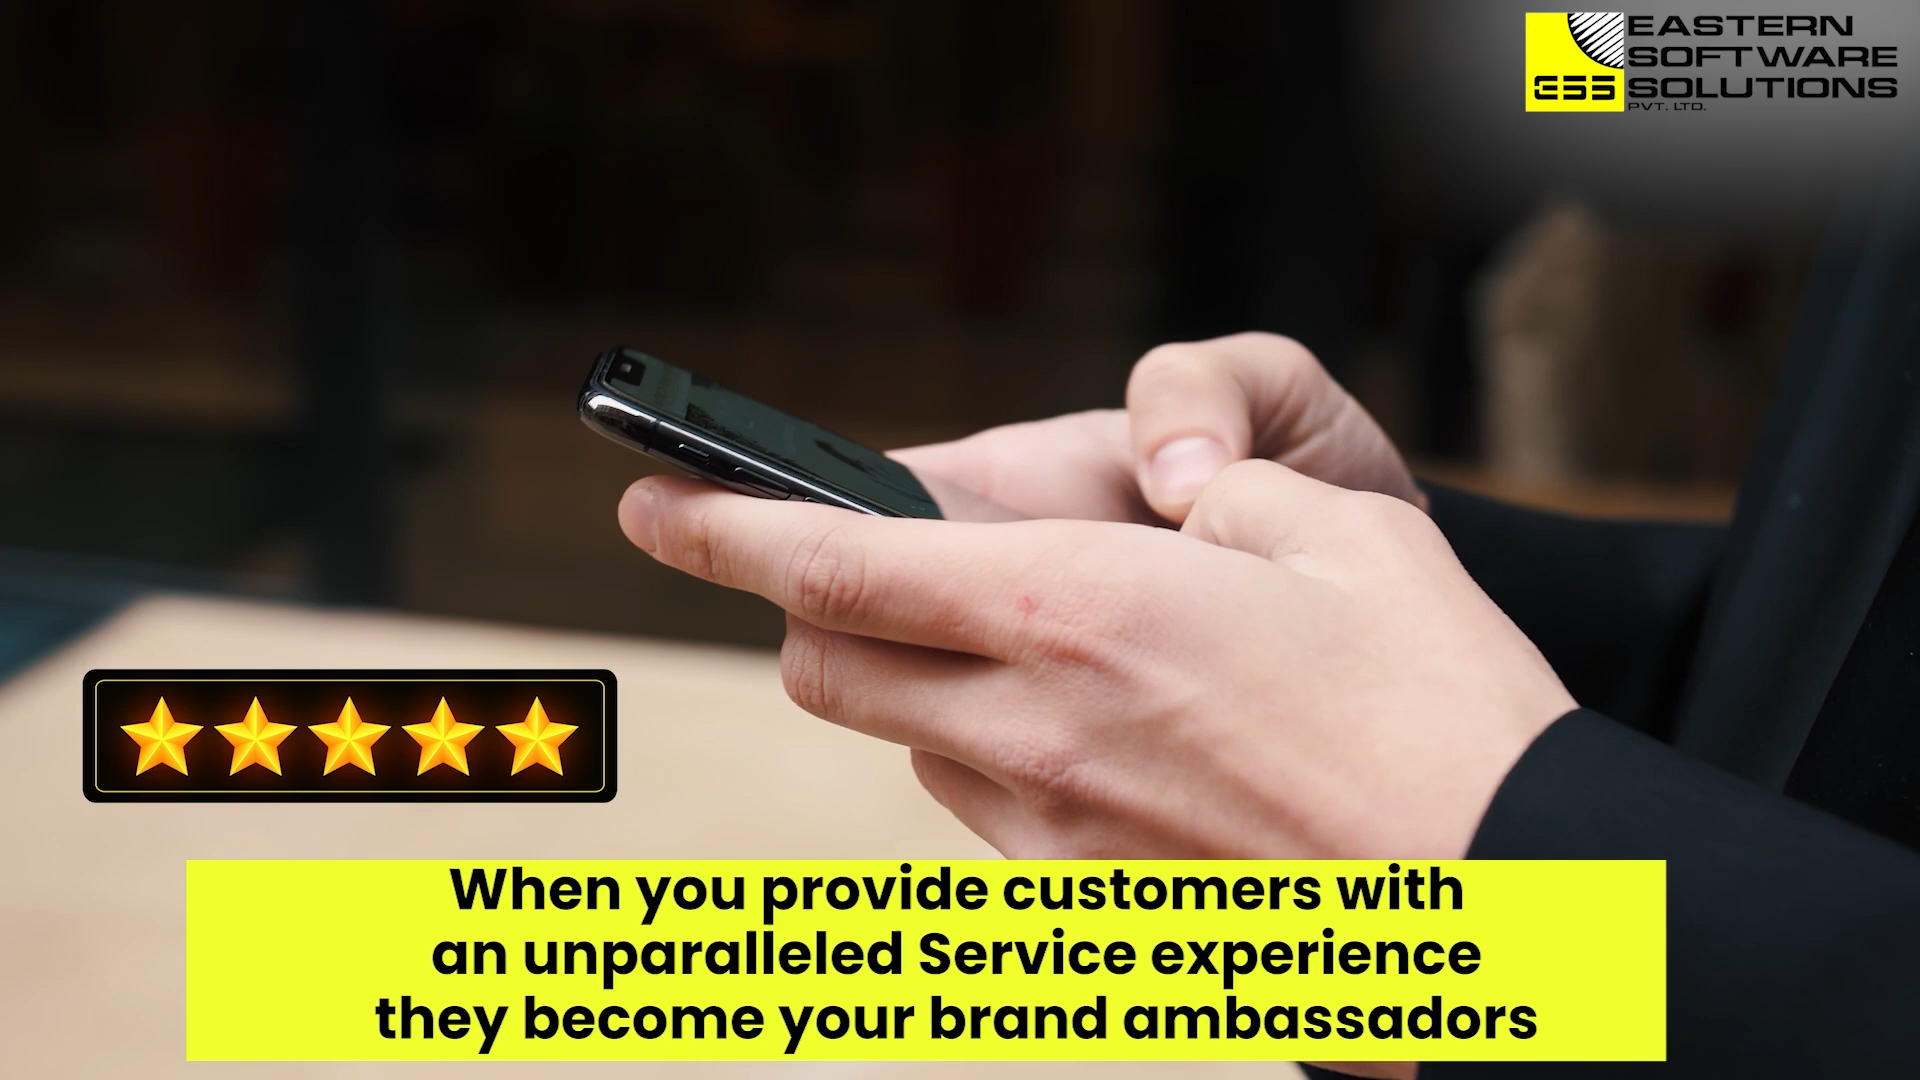 EASTERN
SOFTWARE
ESS SOLUTIONS
PVT. LTD.
When you provide customers with
an unparalleled Service experience
they become your brand ambassadors